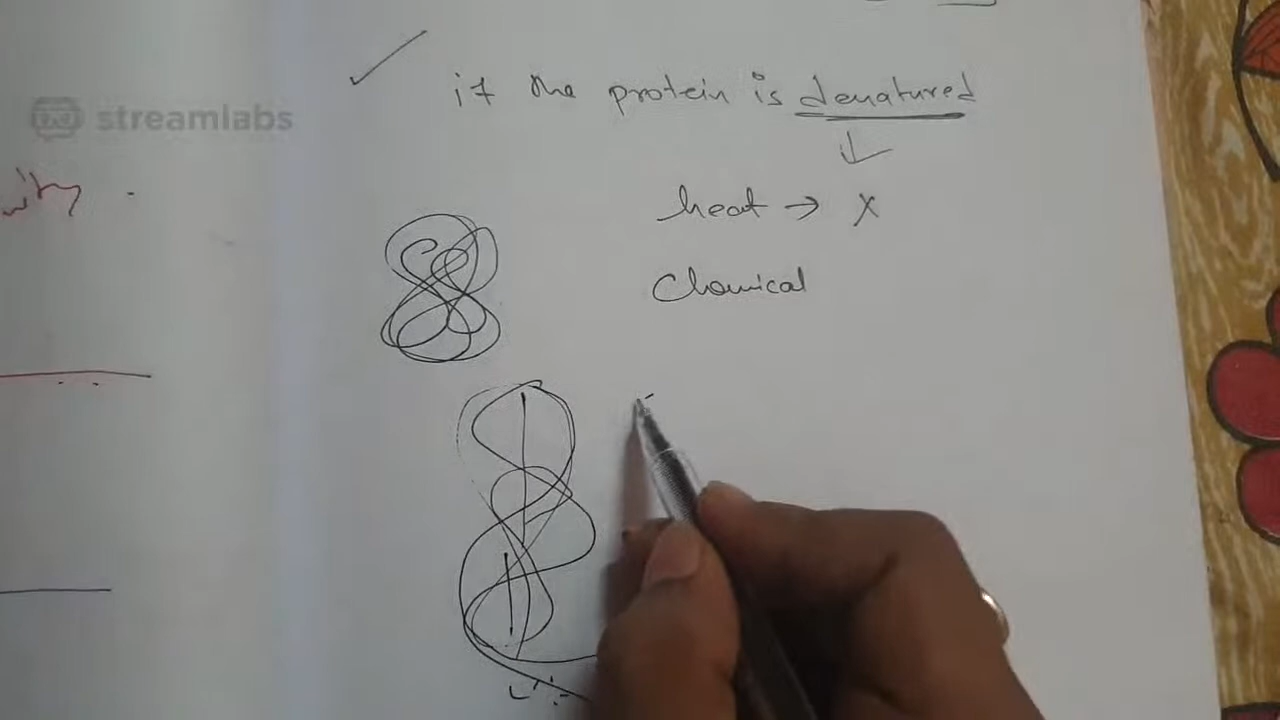 streamlabs
if the protein is denatured
heat → X
Chemical